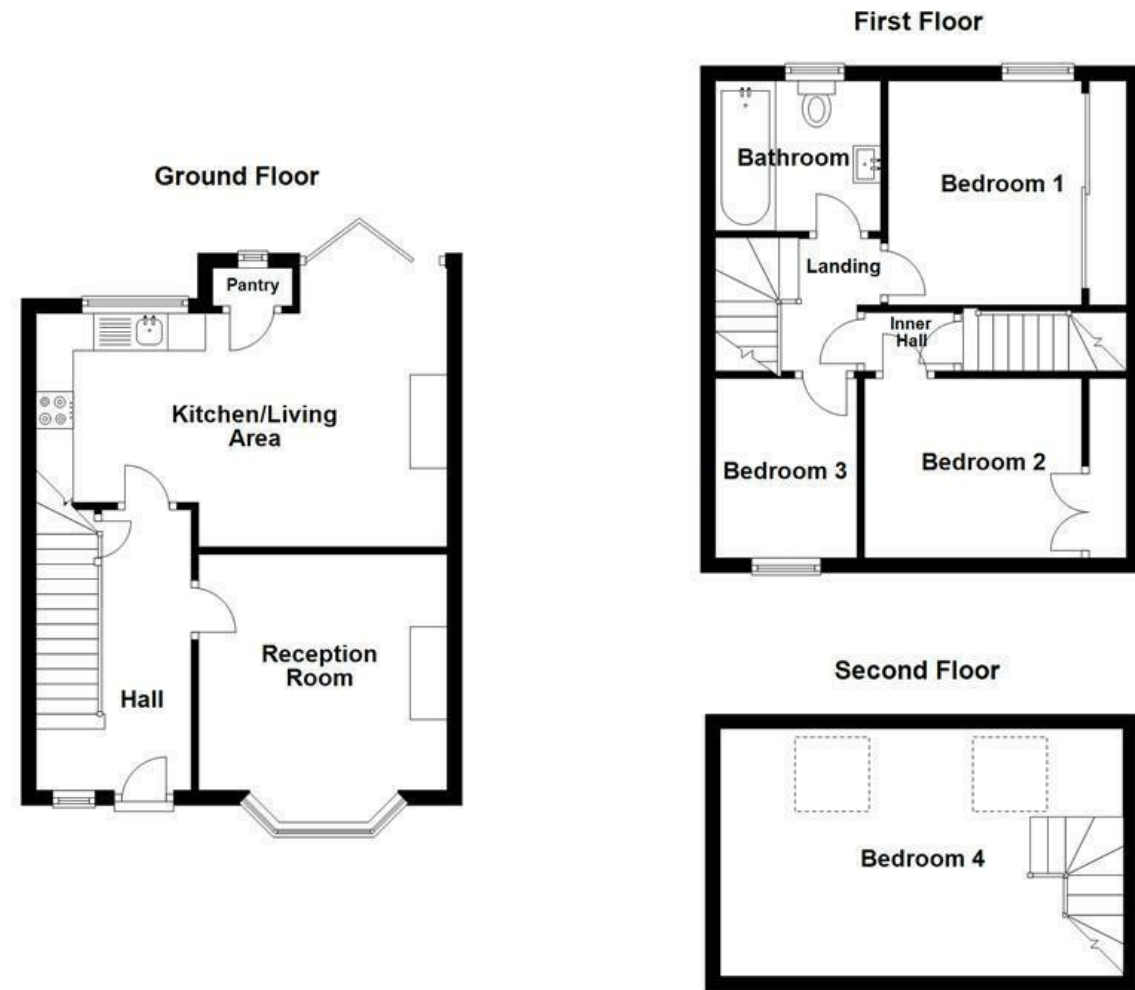 Ground Floor
Pantry
Kitchen/Living
Area
Hall
Reception
Room
First Floor
Bathroom
Bedroom 1
Landing
Inner
Hall
Bedroom 3
Bedroom 2
Second Floor
Bedroom 4